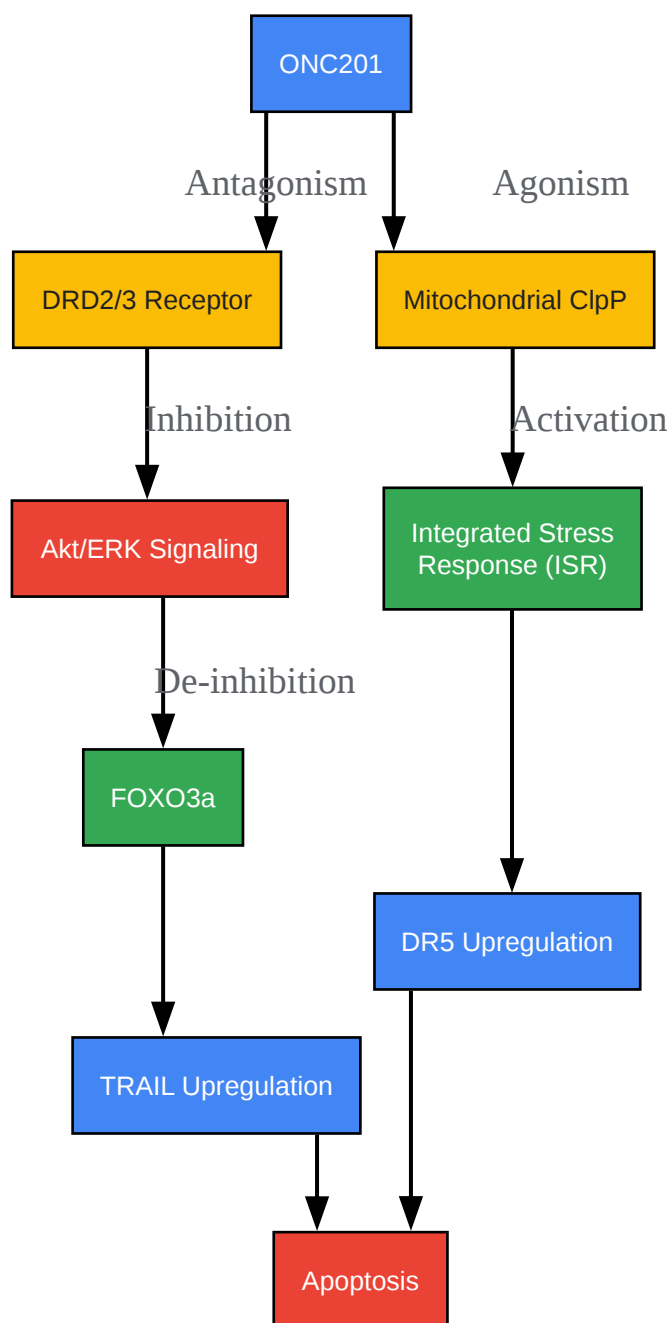 ONC201
Antagonism
Agonism
DRD2/3 Receptor
Mitochondrial ClpP
Inhibition
Activation
Akt/ERK Signaling
Integrated Stress
Response (ISR)
De-inhibition
FOXO3a
DR5 Upregulation
TRAIL Upregulation
Apoptosis